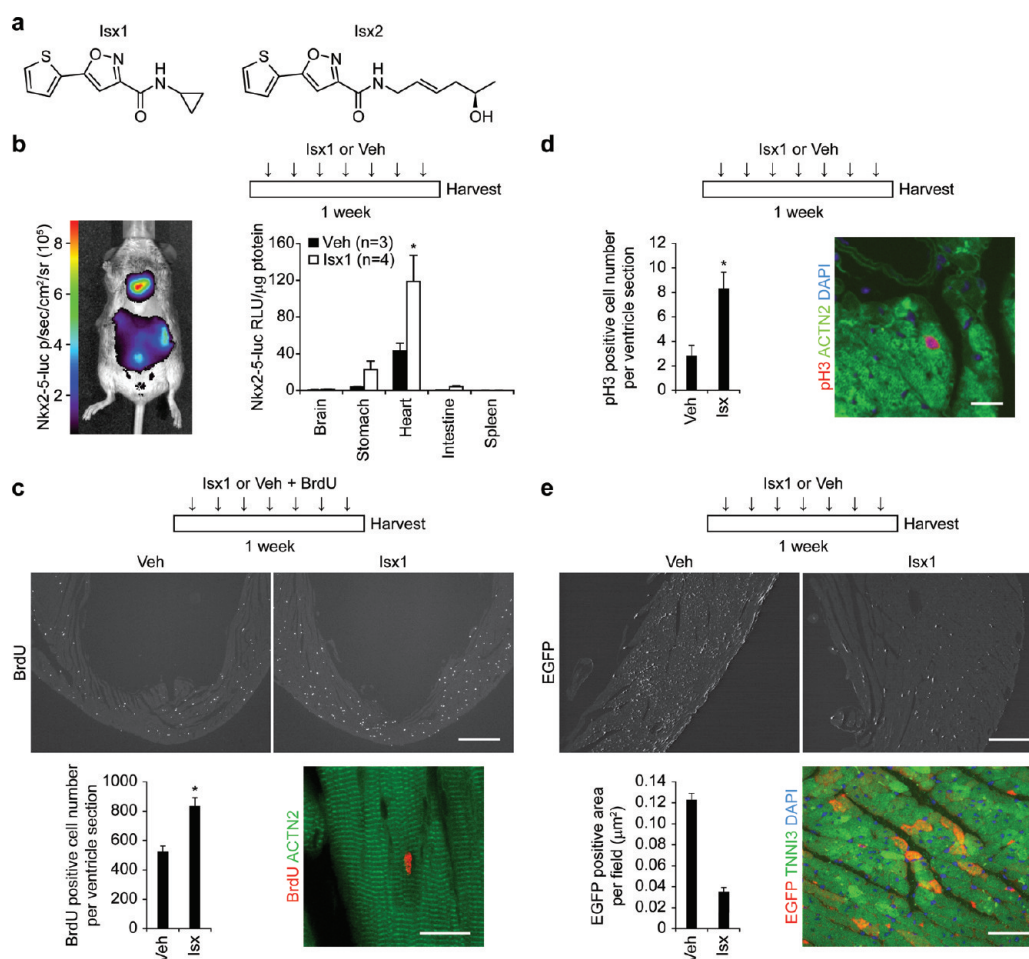 a
Isx1
Isx2
S
O
N
H
N
O
S
O
N
H
N
O
OH
b
Isx1 or Veh
Harvest
1 week
Nkx2-5-luc p/sec/cm²/sr (10⁵)
8
6
4
2
Nkx2-5-luc RLU/µg ptotein
160
120
80
40
0
Veh (n=3)
Isx1 (n=4)
*
Brain
Stomach
Heart
Intestine
Spleen
d
Isx1 or Veh
Harvest
1 week
pH3 positive cell number
per ventricle section
12
10
8
6
4
2
0
*
Veh
Isx
pH3 ACTN2 DAPI
c
Isx1 or Veh + BrdU
Harvest
1 week
Veh
Isx1
BrdU
BrdU positive cell number
per ventricle section
1000
800
600
400
200
0
*
Veh
Isx
BrdU ACTN2
e
Isx1 or Veh
Harvest
1 week
Veh
Isx1
EGFP
EGFP positive area
per field (µm²)
0.14
0.12
0.08
0.04
0
Veh
Isx
EGFP TNNI3 DAPI